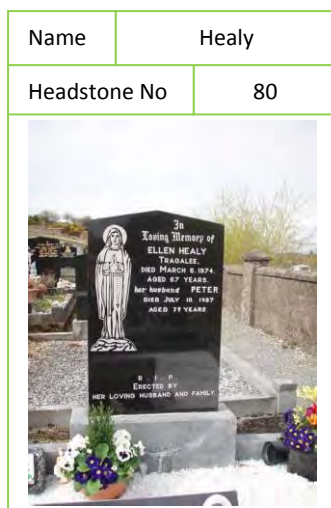 Name Healy
Headstone No 80
In
Loving Memory of
ELLEN HEALY
TRAGALEE.
DIED MARCH 6, 1974.
AGED 67 YEARS.
her husband PETER
DIED JULY 10, 1987
AGED 79 YEARS
R I P
ERECTED BY
HER LOVING HUSBAND AND FAMILY.